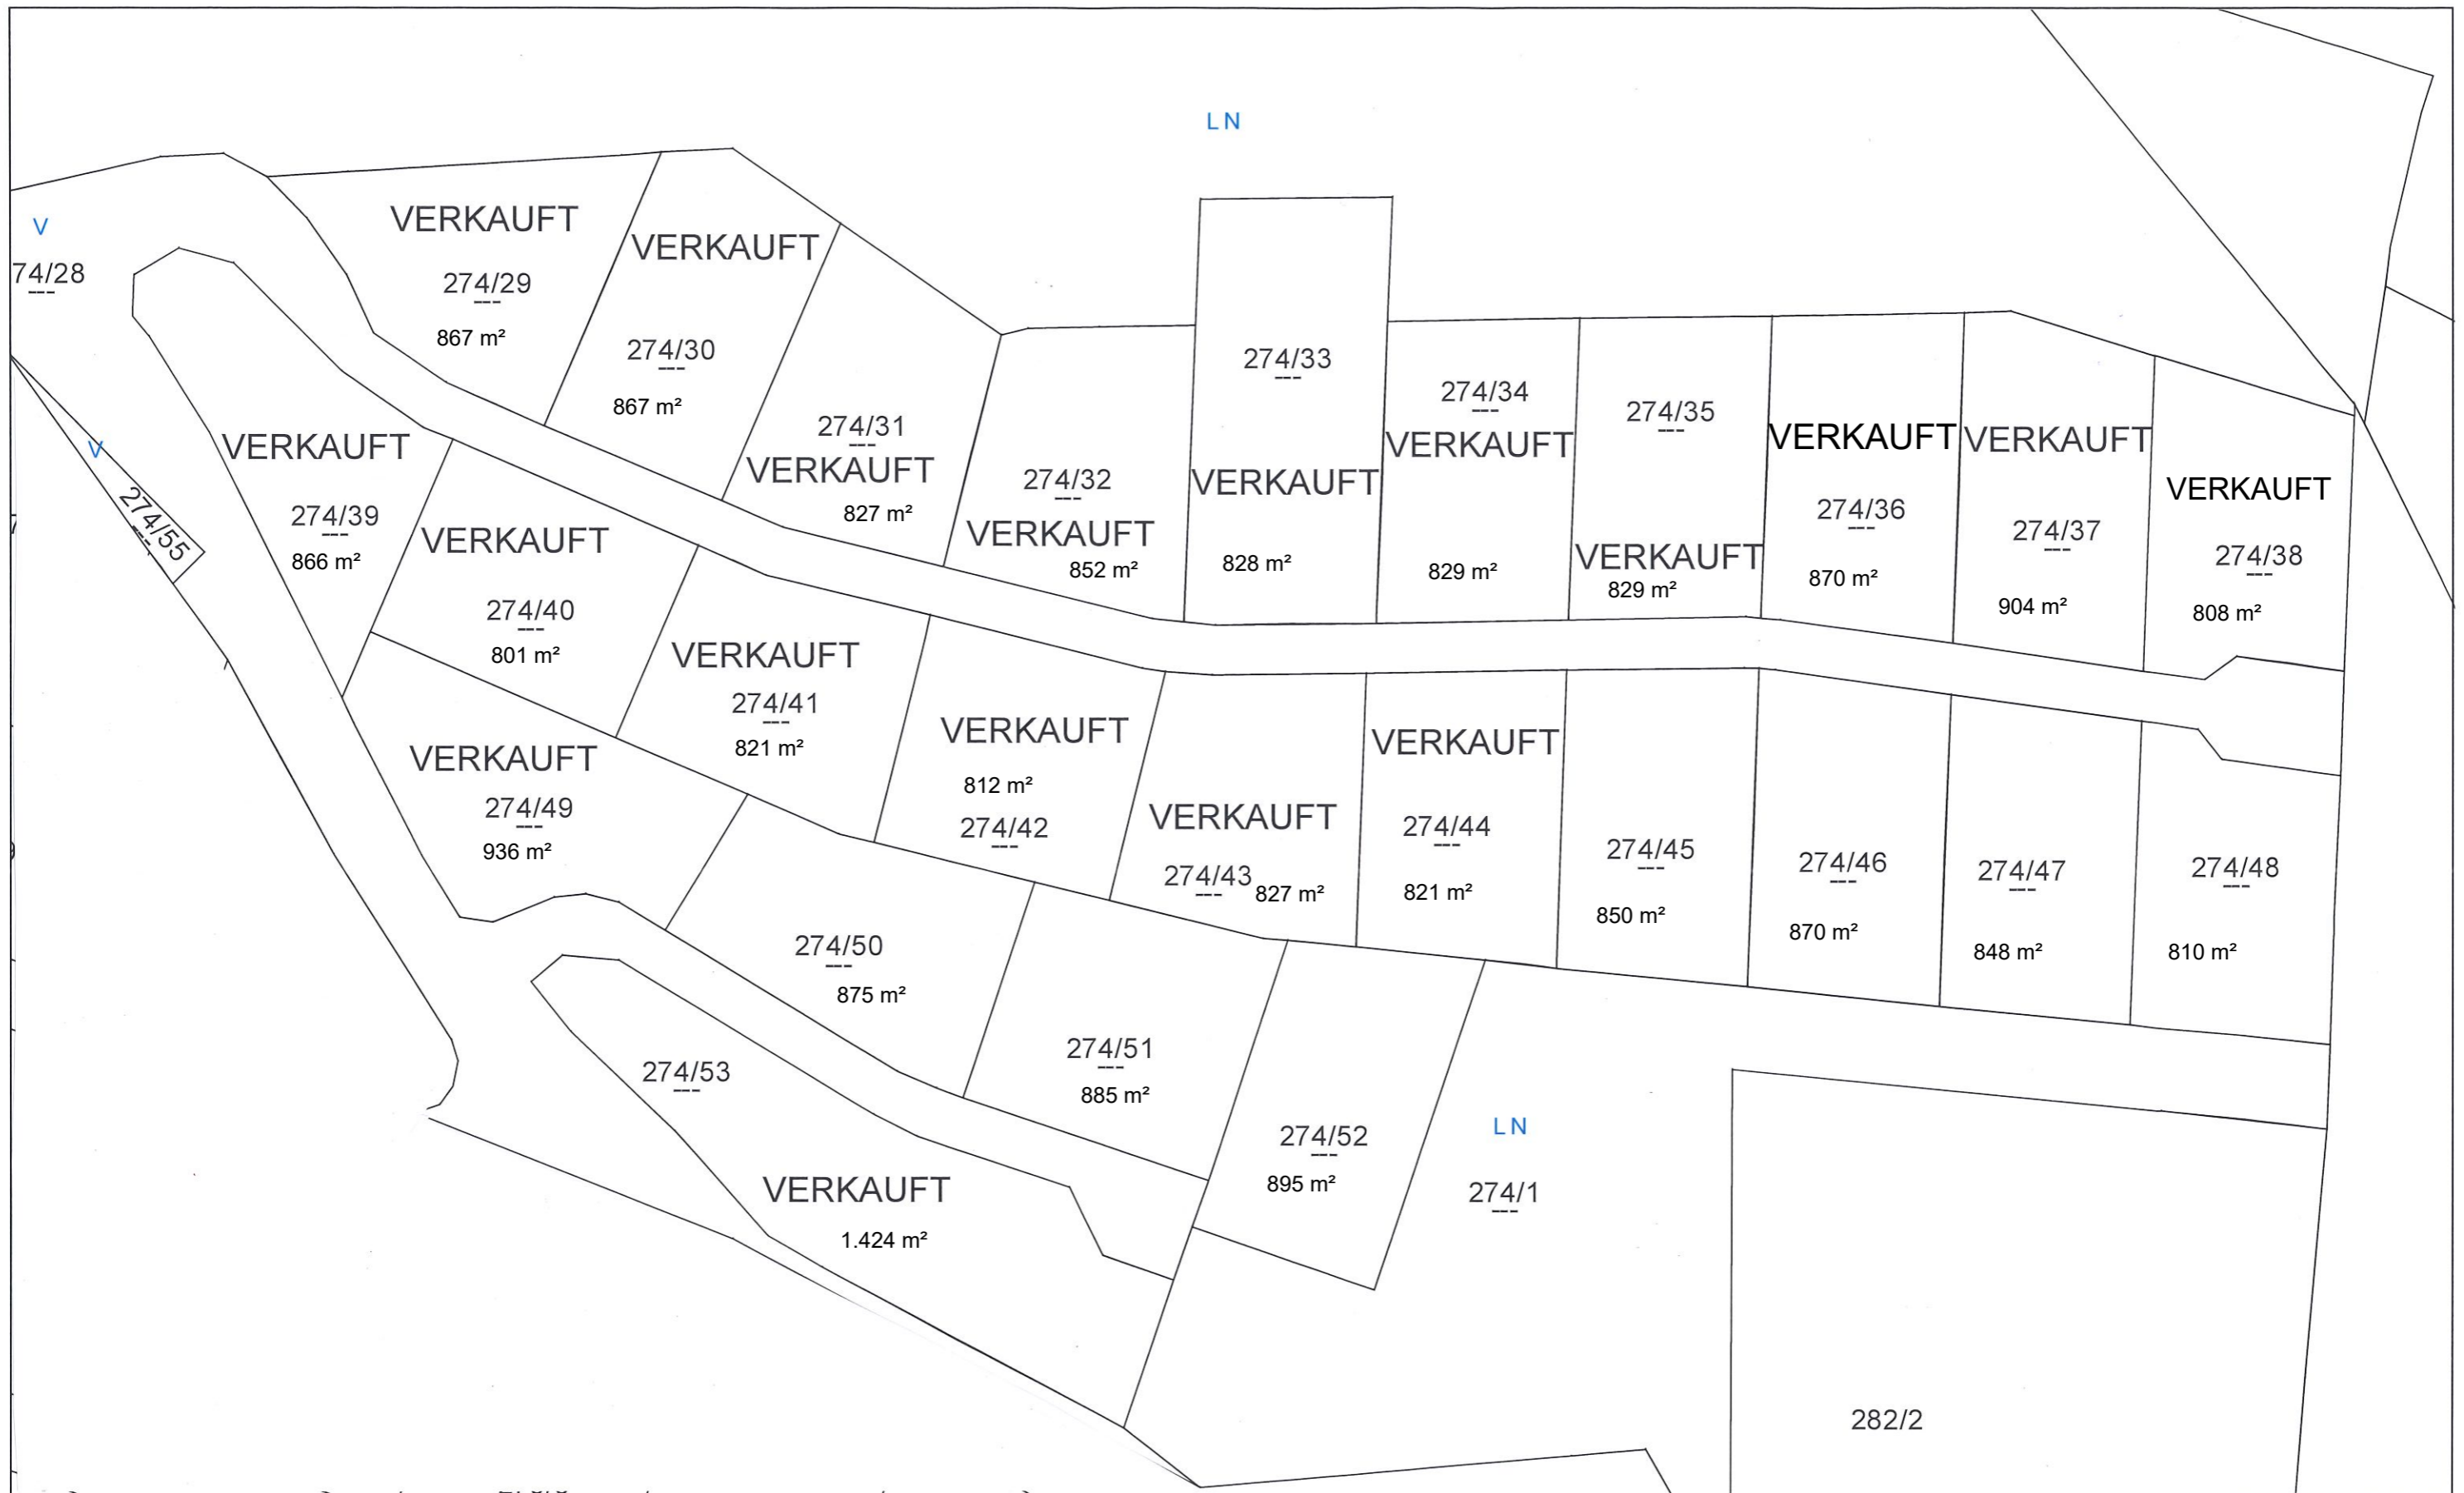 LN
V
74/28
VERKAUFT
274/29
867 m²
VERKAUFT
274/30
867 m²
274/31
VERKAUFT
827 m²
274/32
VERKAUFT
852 m²
274/33
VERKAUFT
828 m²
274/34
VERKAUFT
829 m²
274/35
VERKAUFT
829 m²
VERKAUFT
274/36
870 m²
VERKAUFT
274/37
904 m²
VERKAUFT
274/38
808 m²
V
274/55
VERKAUFT
274/39
866 m²
VERKAUFT
274/40
801 m²
VERKAUFT
274/41
821 m²
VERKAUFT
812 m²
274/42
VERKAUFT
274/43 827 m²
VERKAUFT
274/44
821 m²
274/45
850 m²
274/46
870 m²
274/47
848 m²
274/48
810 m²
VERKAUFT
274/49
936 m²
274/50
875 m²
274/51
885 m²
274/52
895 m²
274/53
VERKAUFT
1.424 m²
LN
274/1
282/2